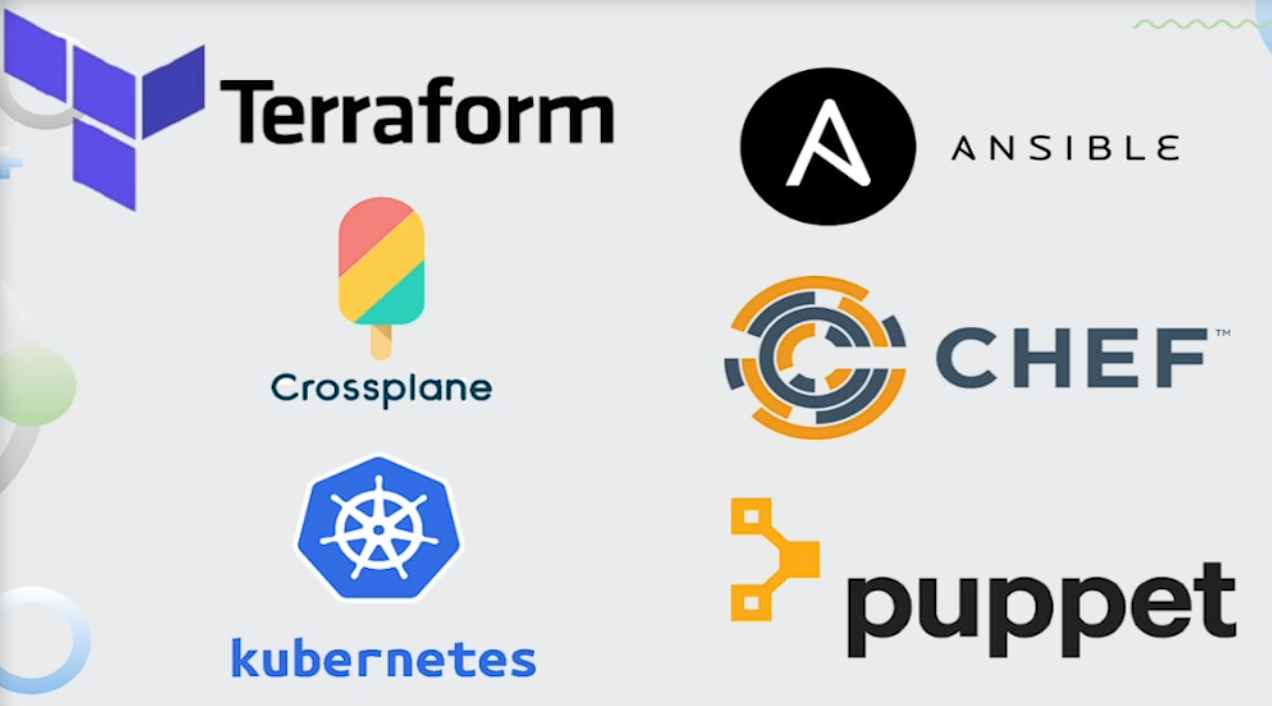 Terraform
ANSIBLE
Crossplane
CHEF™
kubernetes
puppet